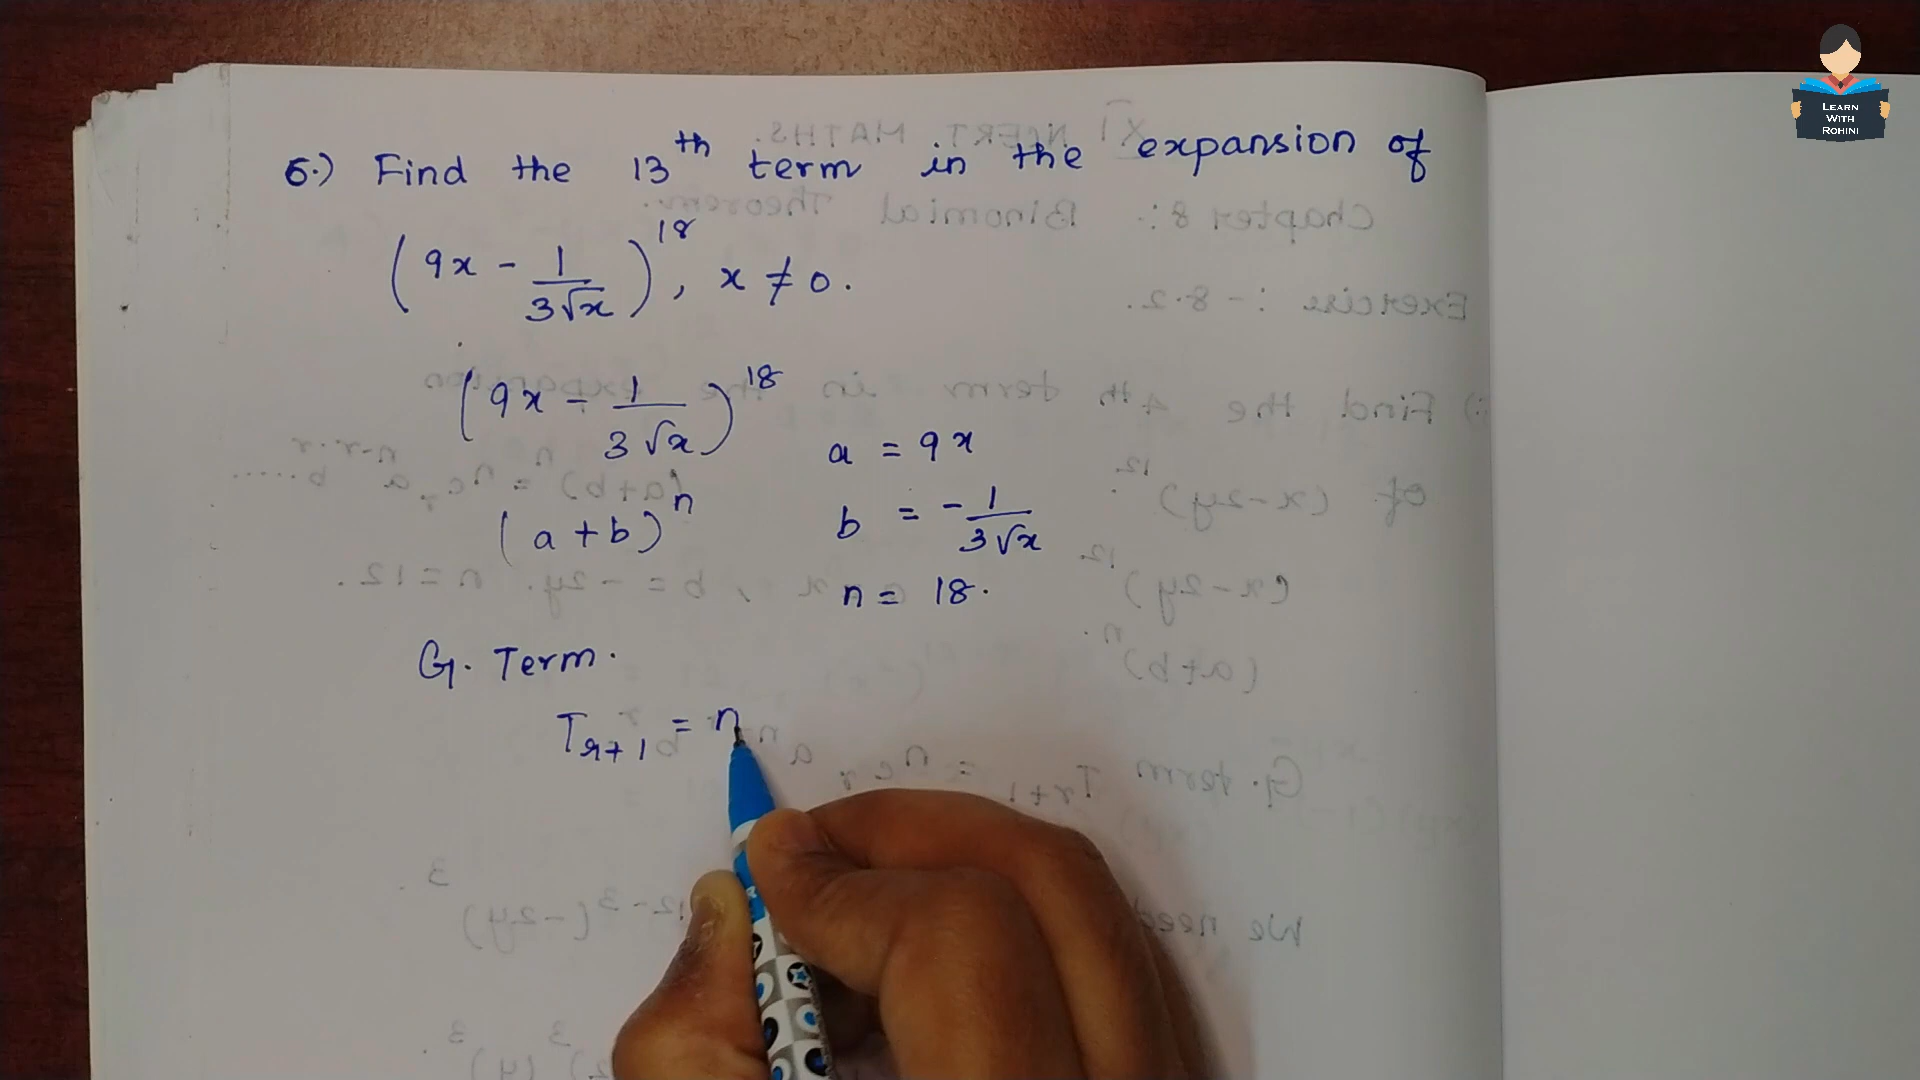 6.) Find the 13th term in the expansion of
(9x - 1/3√x)^18, x ≠ 0.
(9x - 1/3√x)^18
a = 9x
(a + b)^n
b = - 1/3√x
n = 18.
G. Term.
T r+1 = n
LEARN
WITH
ROHINI